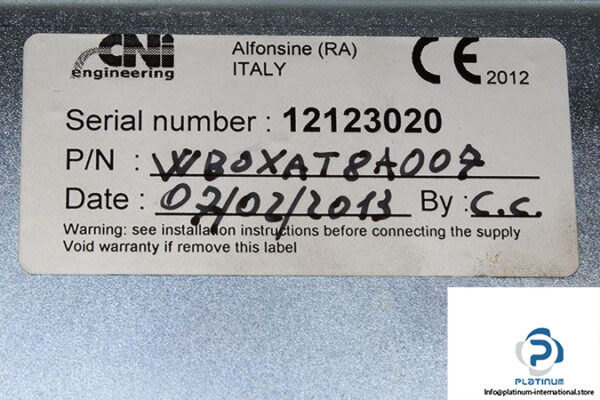 CNi
engineering
Alfonsine (RA)
ITALY
CE 2012
Serial number : 12123020
P/N : WBOXAT8A007
Date : 07/02/2013 By : C.C.
Warning: see installation instructions before connecting the supply
Void warranty if remove this label
PLATINUM
Info@platinum-international.store